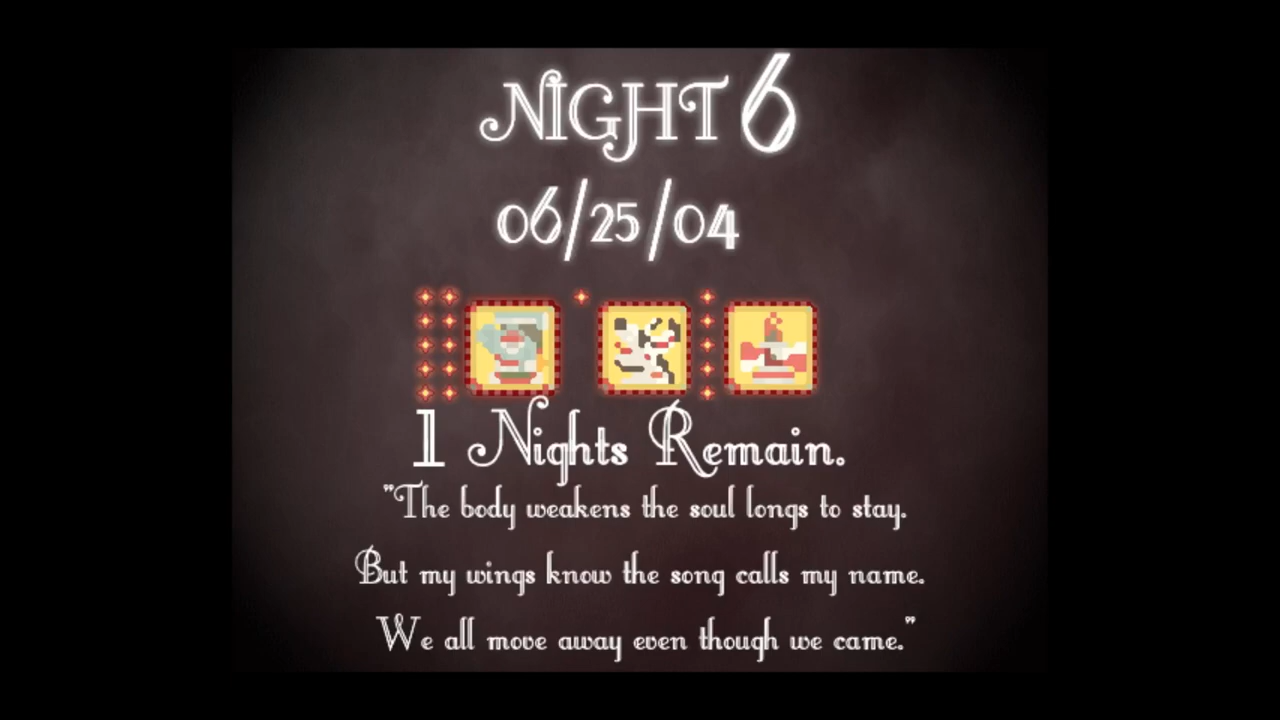 NIGHT 6
06/25/04
1 Nights Remain.
"The body weakens the soul longs to stay.
But my wings know the song calls my name.
We all move away even though we came."